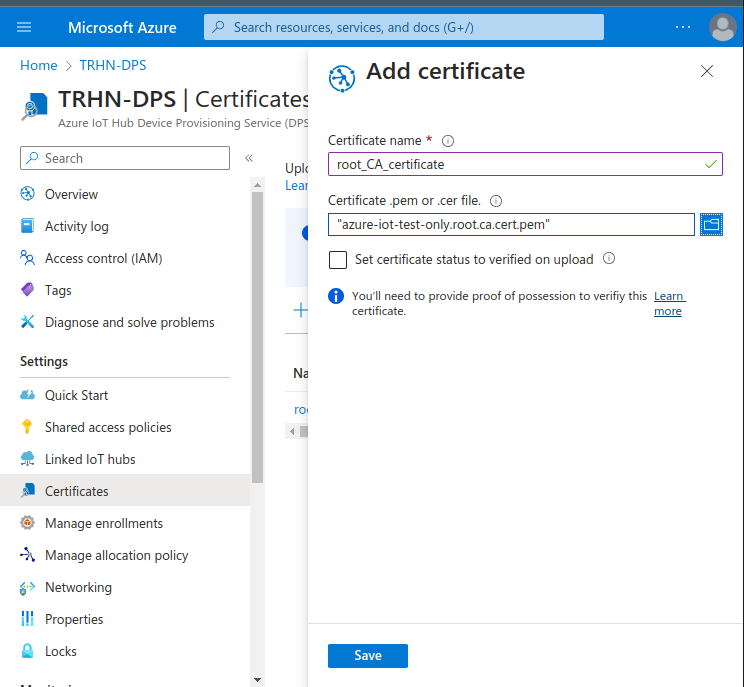 Microsoft Azure
Search resources, services, and docs (G+/)
Home > TRHN-DPS
TRHN-DPS | Certificates
Azure IoT Hub Device Provisioning Service (DPS
Search
Overview
Activity log
Access control (IAM)
Tags
Diagnose and solve problems
Settings
Quick Start
Shared access policies
Linked IoT hubs
Certificates
Manage enrollments
Manage allocation policy
Networking
Properties
Locks
Add certificate
Certificate name *
root_CA_certificate
Certificate .pem or .cer file.
"azure-iot-test-only.root.ca.cert.pem"
Set certificate status to verified on upload
You'll need to provide proof of possession to verifiy this certificate. Learn more
Save